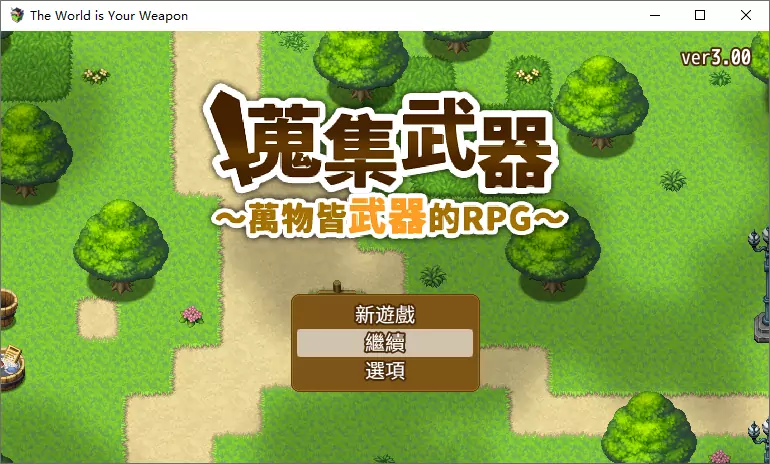 The World is Your Weapon
ver3.00
蒐集武器
～萬物皆武器的RPG～
新遊戲
繼續
選項